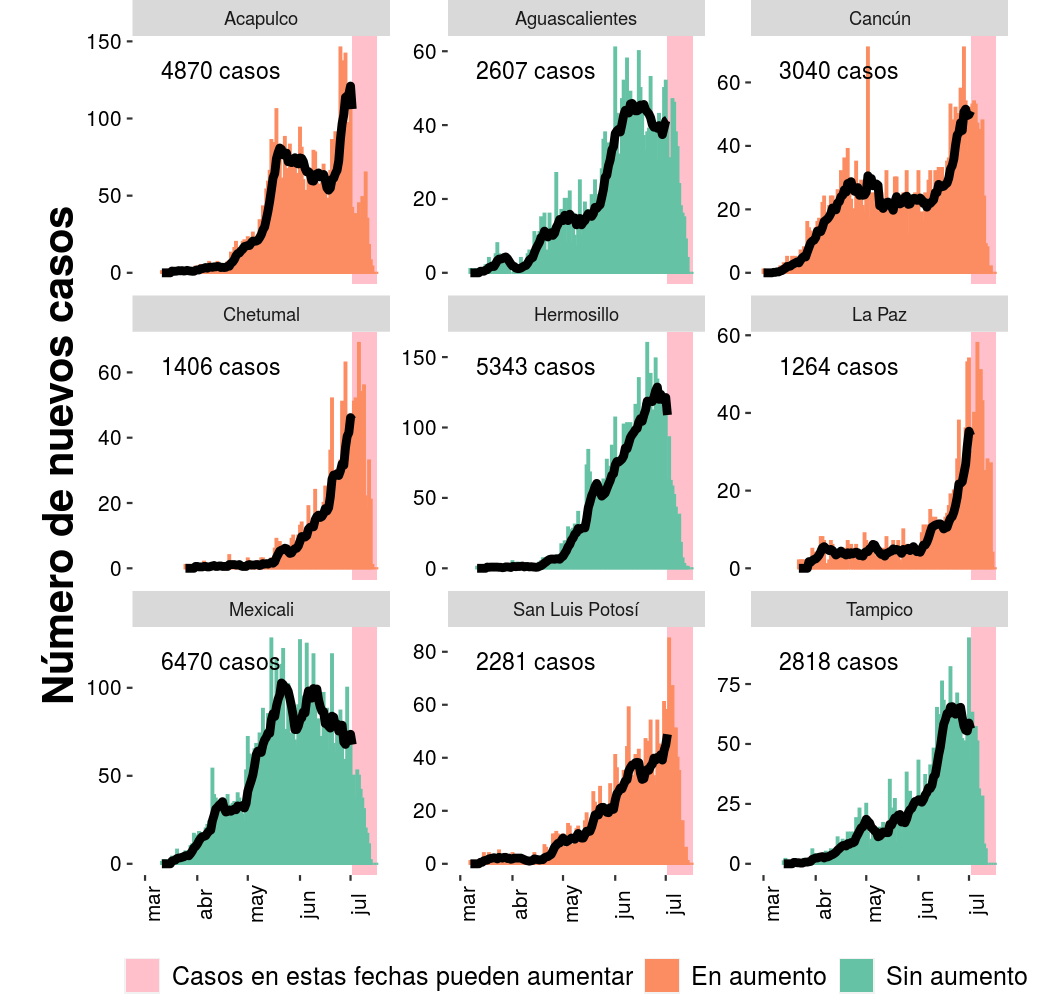 Número de nuevos casos
Acapulco
Aguascalientes
Cancún
150
100
50
0
4870 casos
60
40
20
0
2607 casos
60
40
20
0
3040 casos
Chetumal
Hermosillo
La Paz
60
40
20
0
1406 casos
150
100
50
0
5343 casos
60
40
20
0
1264 casos
Mexicali
San Luis Potosí
Tampico
100
50
0
6470 casos
80
60
40
20
0
2281 casos
75
50
25
0
2818 casos
mar abr may jun jul
mar abr may jun jul
mar abr may jun jul
Casos en estas fechas pueden aumentar En aumento Sin aumento